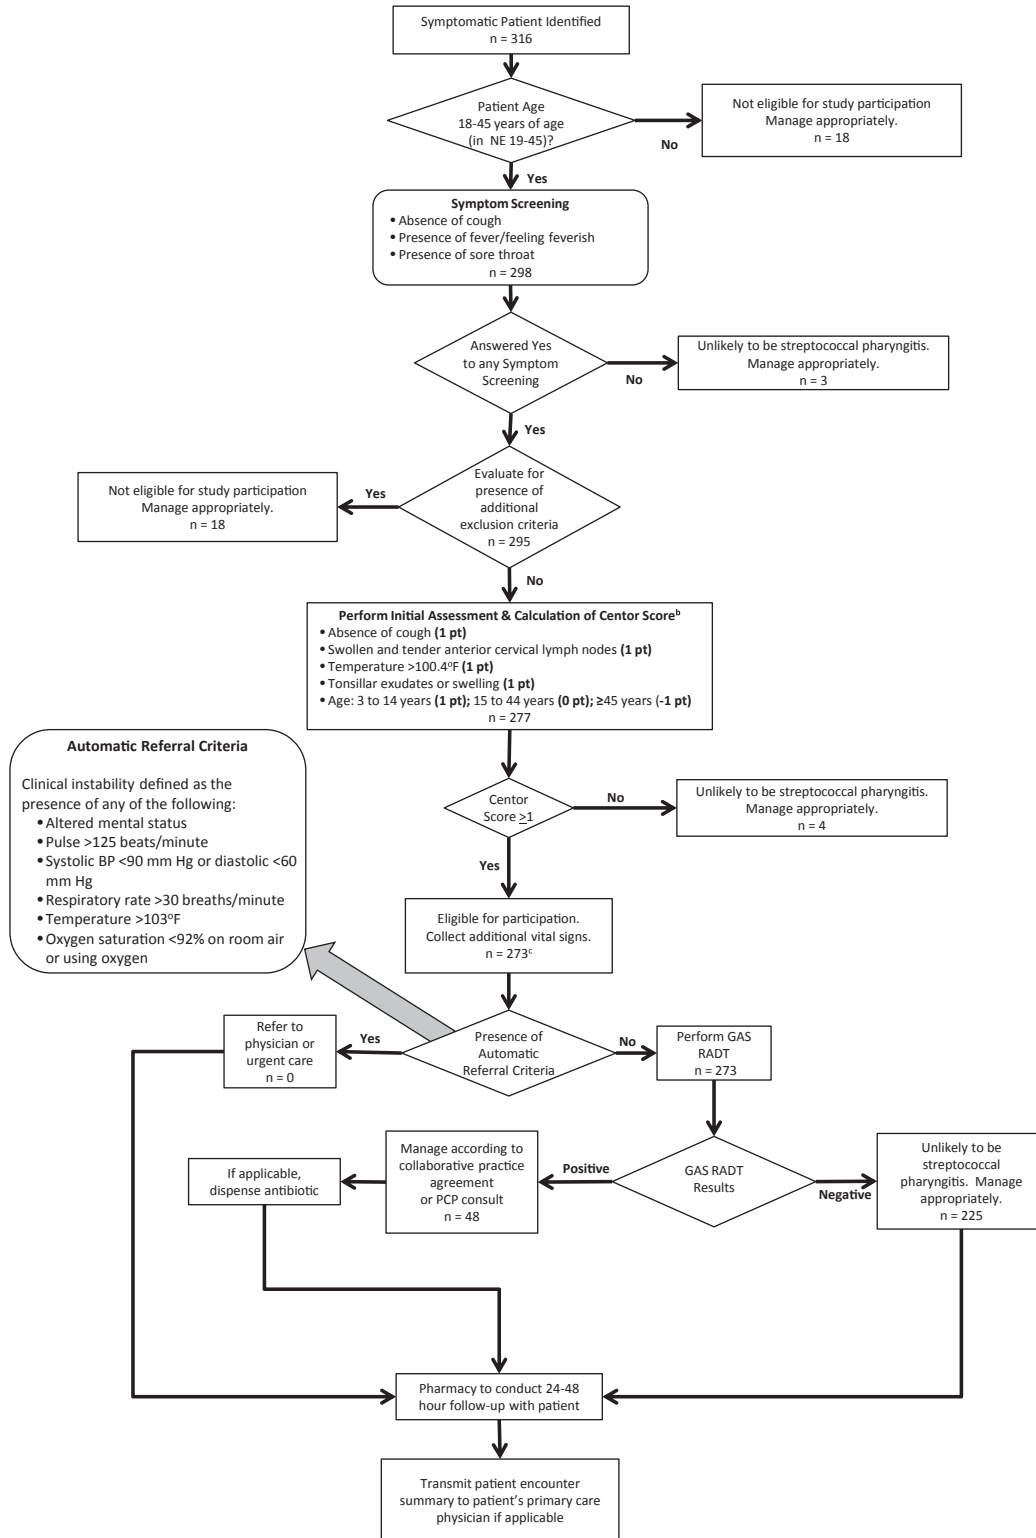 Symptomatic Patient Identified
n = 316
Patient Age
18-45 years of age
(in NE 19-45)?
No
Not eligible for study participation
Manage appropriately.
n = 18
Yes
Symptom Screening
• Absence of cough
• Presence of fever/feeling feverish
• Presence of sore throat
n = 298
Answered Yes
to any Symptom
Screening
No
Unlikely to be streptococcal pharyngitis.
Manage appropriately.
n = 3
Yes
Evaluate for
presence of
additional
exclusion criteria
n = 295
Yes
Not eligible for study participation
Manage appropriately.
n = 18
No
Perform Initial Assessment & Calculation of Centor Scoreᵇ
• Absence of cough (1 pt)
• Swollen and tender anterior cervical lymph nodes (1 pt)
• Temperature >100.4ºF (1 pt)
• Tonsillar exudates or swelling (1 pt)
• Age: 3 to 14 years (1 pt); 15 to 44 years (0 pt); ≥45 years (-1 pt)
n = 277
Automatic Referral Criteria
Clinical instability defined as the
presence of any of the following:
• Altered mental status
• Pulse >125 beats/minute
• Systolic BP <90 mm Hg or diastolic <60
mm Hg
• Respiratory rate >30 breaths/minute
• Temperature >103ºF
• Oxygen saturation <92% on room air
or using oxygen
Centor
Score ≥1
No
Unlikely to be streptococcal pharyngitis.
Manage appropriately.
n = 4
Yes
Eligible for participation.
Collect additional vital signs.
n = 273ᶜ
Presence of
Automatic
Referral Criteria
Yes
Refer to
physician or
urgent care
n = 0
No
Perform GAS
RADT
n = 273
GAS RADT
Results
Positive
Manage according to
collaborative practice
agreement
or PCP consult
n = 48
If applicable,
dispense antibiotic
Negative
Unlikely to be
streptococcal
pharyngitis. Manage
appropriately.
n = 225
Pharmacy to conduct 24-48
hour follow-up with patient
Transmit patient encounter
summary to patient's primary care
physician if applicable